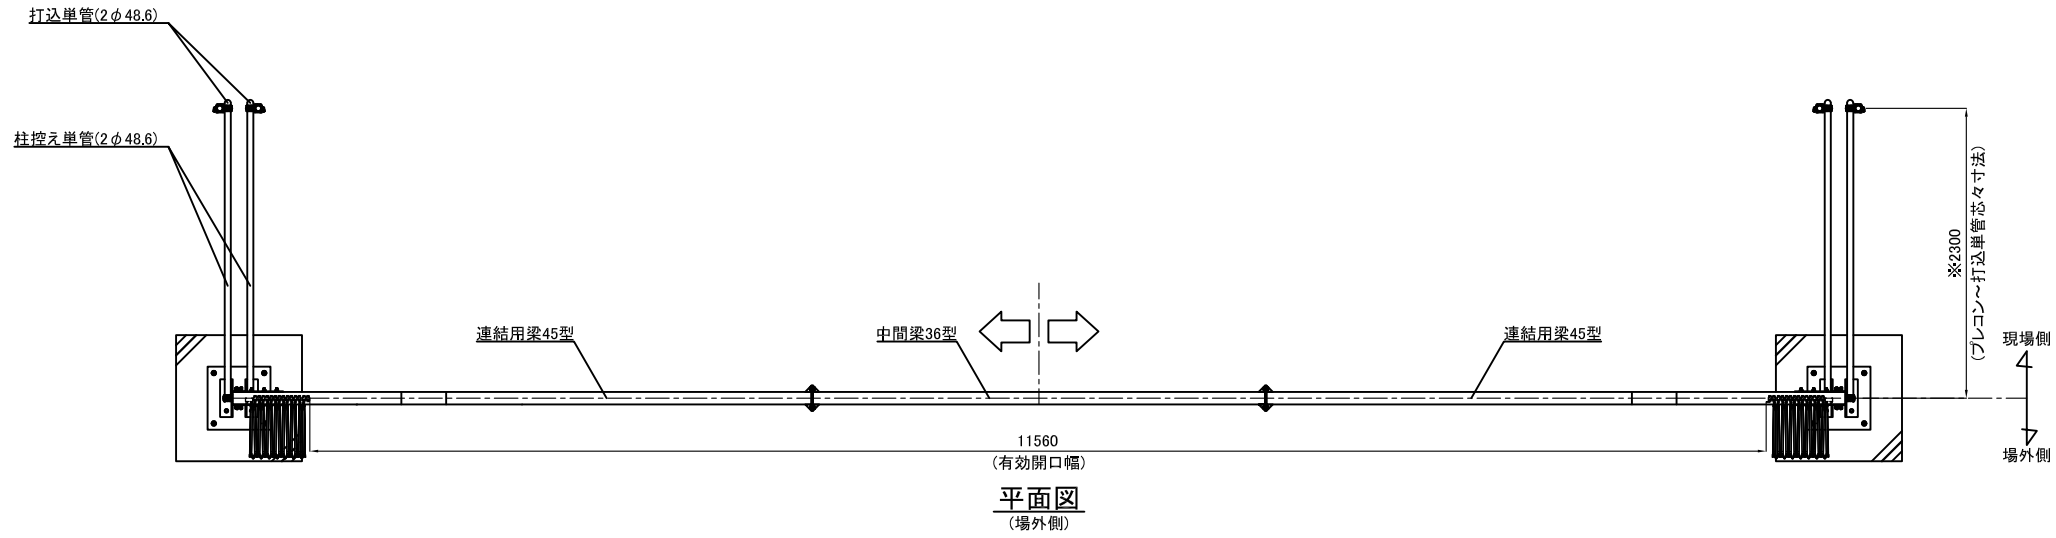 打込単管(2φ48.6)
柱控え単管(2φ48.6)
連結用梁45型
中間梁36型
連結用梁45型
※2300
(プレコン～打込単管芯々寸法)
現場側
場外側
11560
(有効開口幅)
平面図
(場外側)